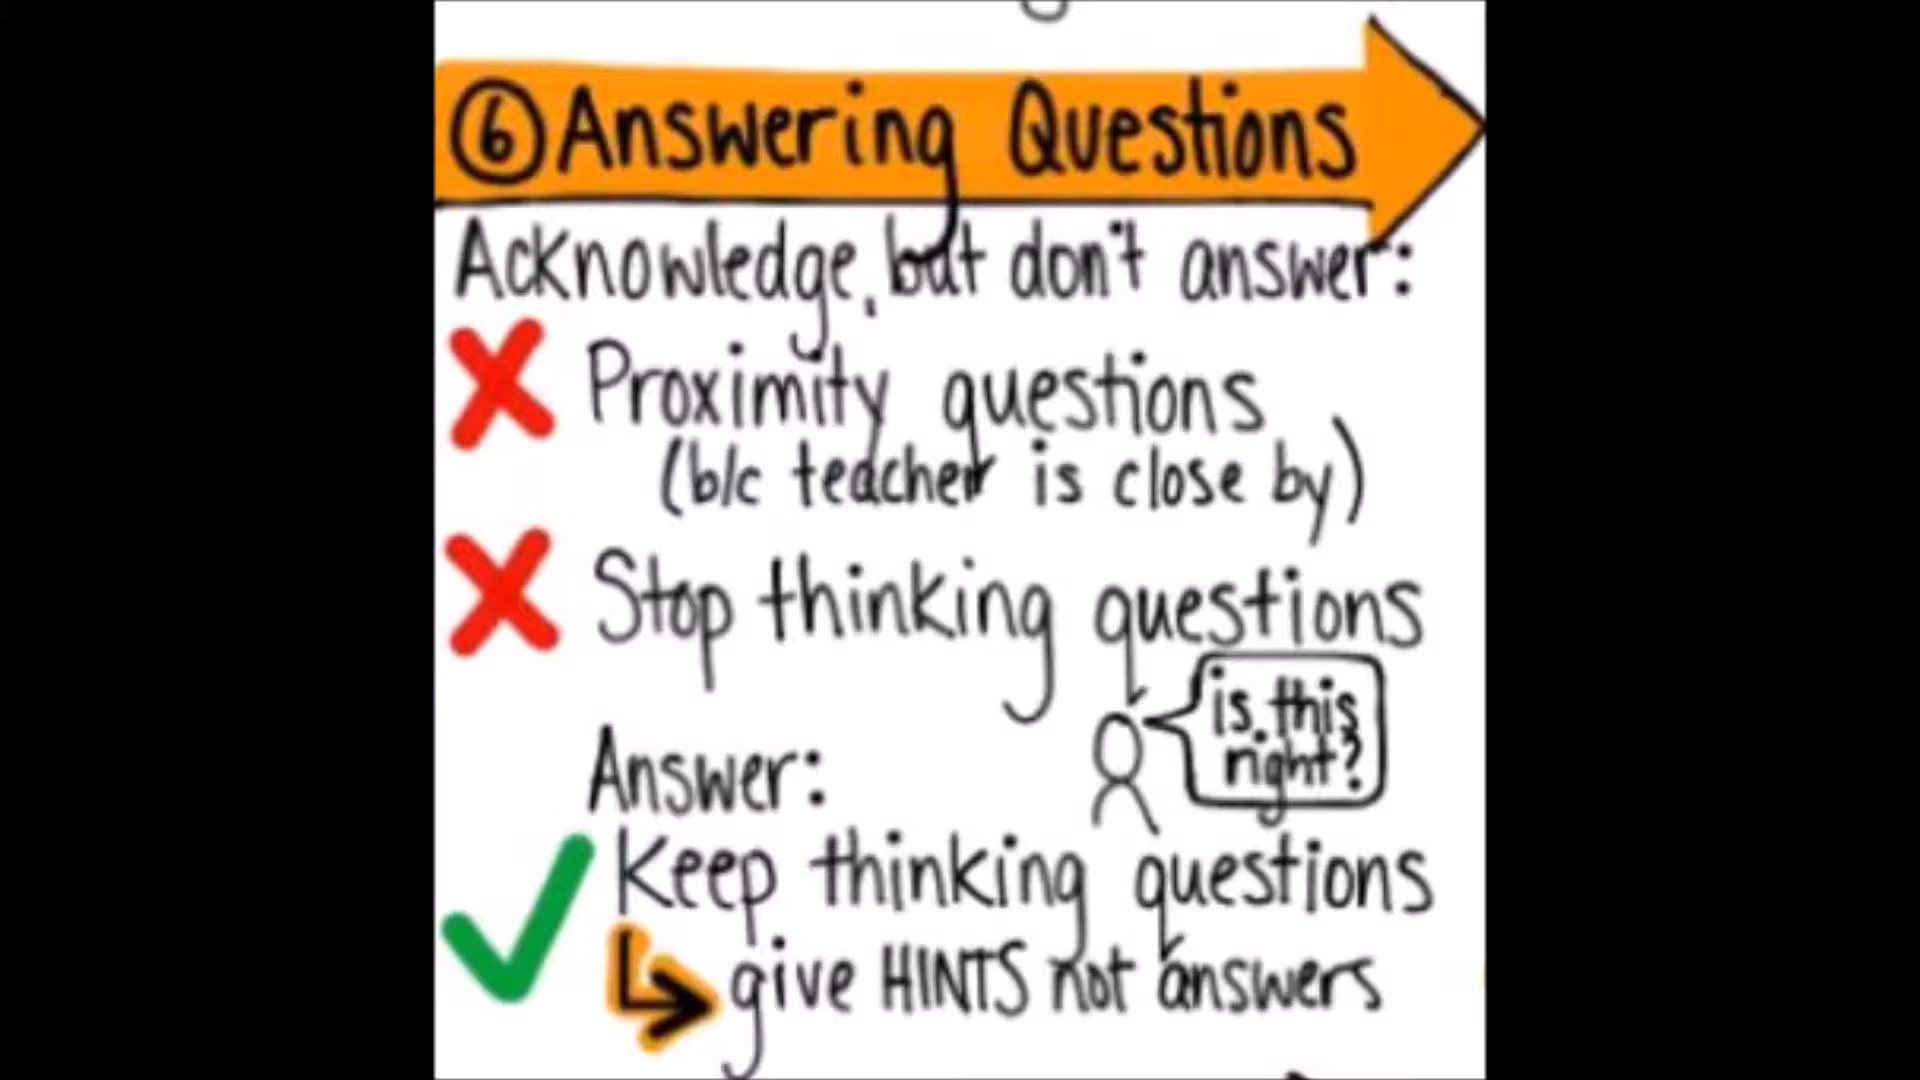 6 Answering Questions
Acknowledge, but don't answer:
Proximity questions
(b/c teacher is close by)
Stop thinking questions
is this
right?
Answer:
Keep thinking questions
give HINTS not answers